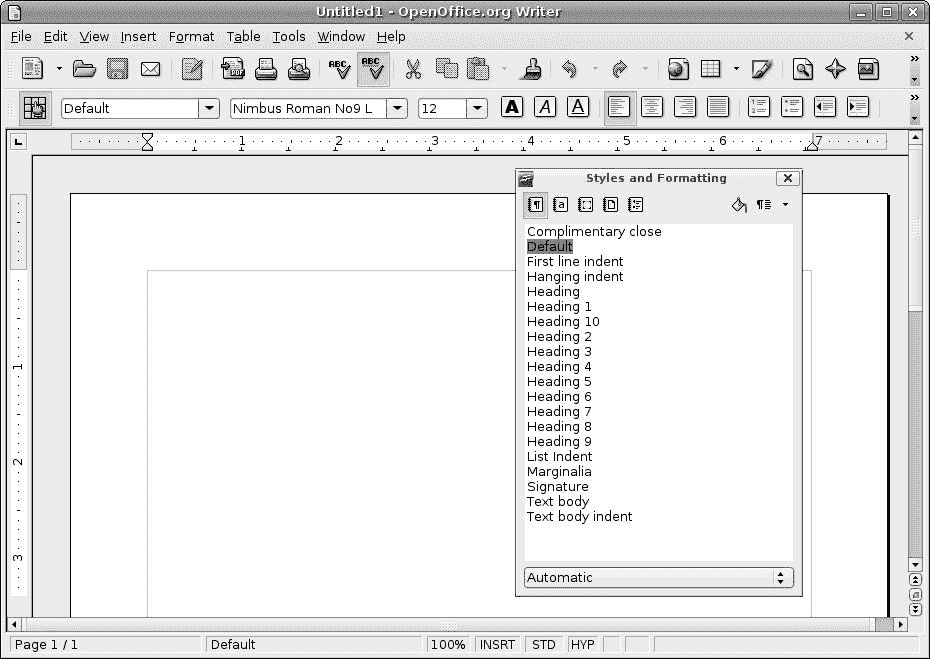 Untitled1 - OpenOffice.org Writer
File Edit View Insert Format Table Tools Window Help
ABC ABC
Default Nimbus Roman No9 L 12 A A A
1 2 3 4 5 6 7
Styles and Formatting
Complimentary close
Default
First line indent
Hanging indent
Heading
Heading 1
Heading 10
Heading 2
Heading 3
Heading 4
Heading 5
Heading 6
Heading 7
Heading 8
Heading 9
List Indent
Marginalia
Signature
Text body
Text body indent
Automatic
1
2
3
Page 1 / 1 Default 100% INSRT STD HYP